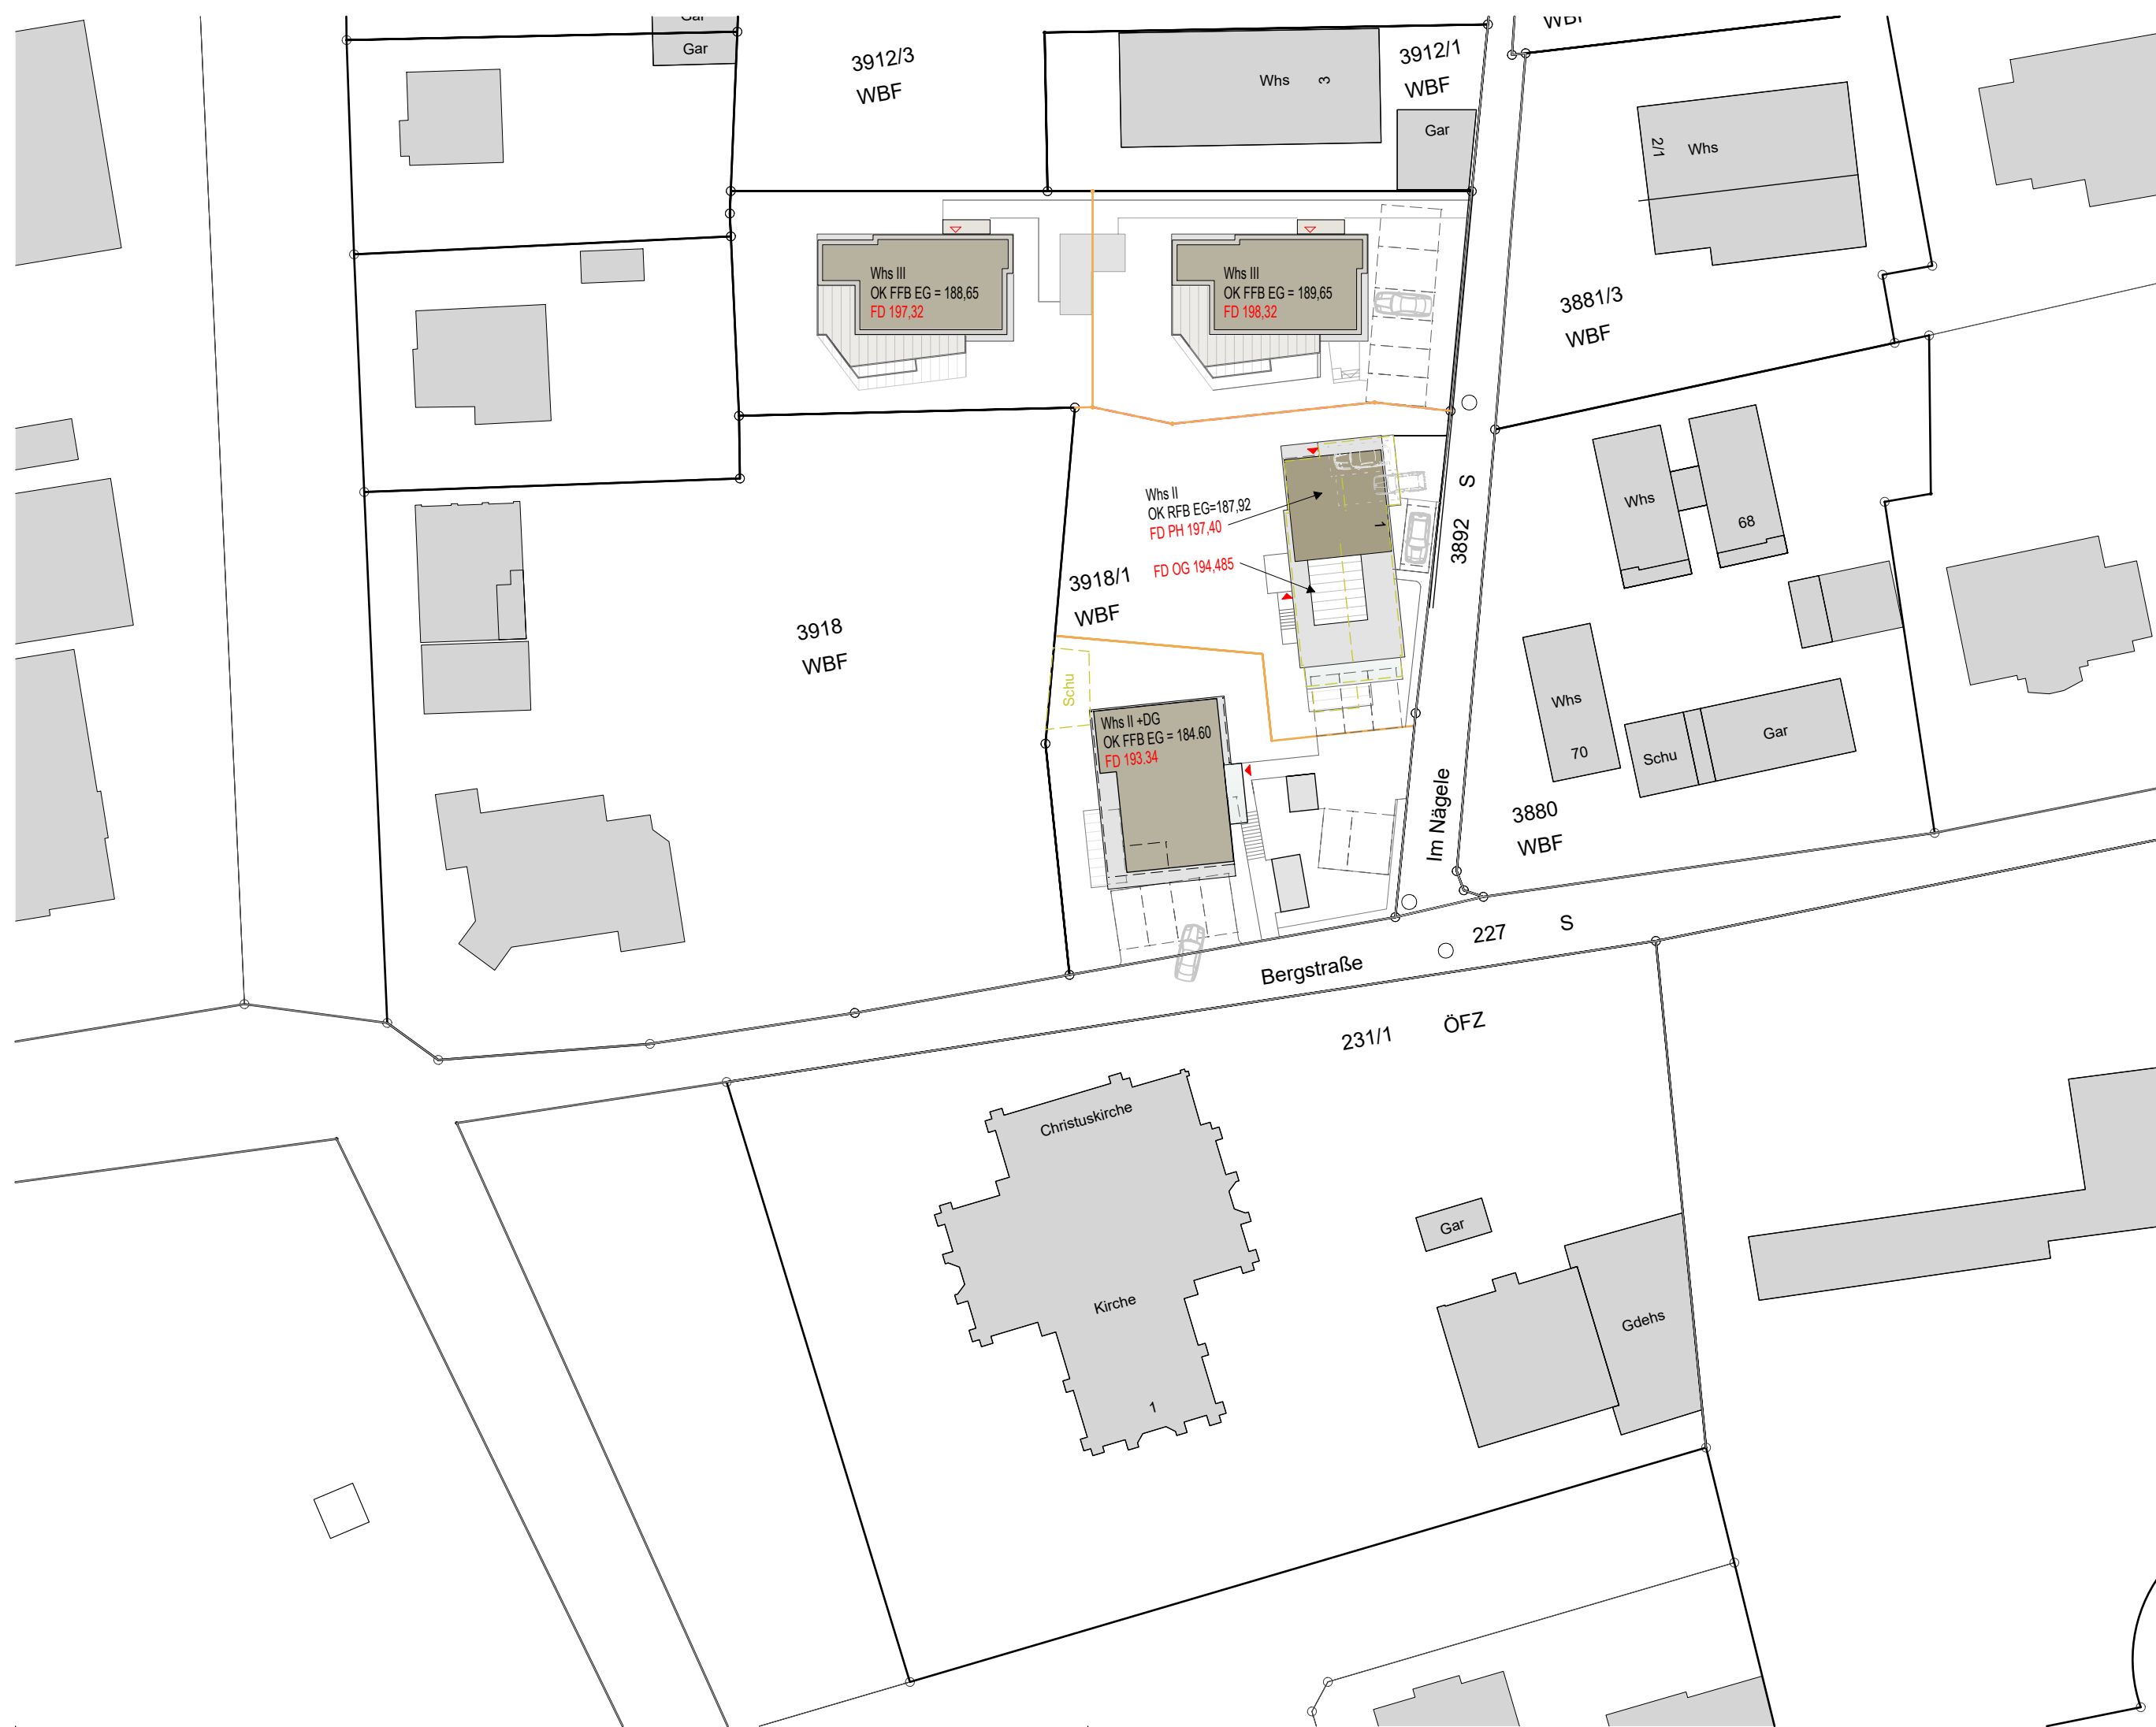 Gar
Gar
3912/3
WBF
Whs 3
3912/1
WBF
Gar
WBF
2/1 Whs
Whs III
OK FFB EG = 188,65
FD 197,32
Whs III
OK FFB EG = 189,65
FD 198,32
3881/3
WBF
Whs II
OK RFB EG=187,92
FD PH 197,40
FD OG 194,485
1
3892 S
Whs
68
3918/1
WBF
3918
WBF
Schu
Whs II +DG
OK FFB EG = 184.60
FD 193.34
Whs
70
Schu
Gar
Im Nägele
3880
WBF
227 S
Bergstraße
231/1 ÖFZ
Christuskirche
Kirche
1
Gar
Gdehs